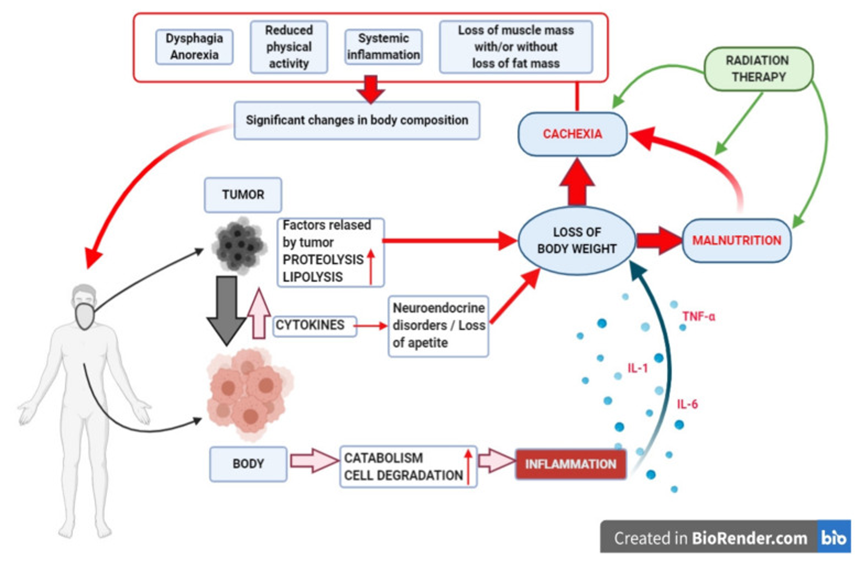 Dysphagia
Anorexia
Reduced
physical
activity
Systemic
inflammation
Loss of muscle mass
with/or without
loss of fat mass
RADIATION
THERAPY
Significant changes in body composition
CACHEXIA
TUMOR
Factors relased
by tumor
PROTEOLYSIS
LIPOLYSIS
LOSS OF
BODY WEIGHT
MALNUTRITION
CYTOKINES
Neuroendocrine
disorders / Loss
of apetite
TNF-α
IL-1
IL-6
BODY
CATABOLISM
CELL DEGRADATION
INFLAMMATION
Created in BioRender.com bio